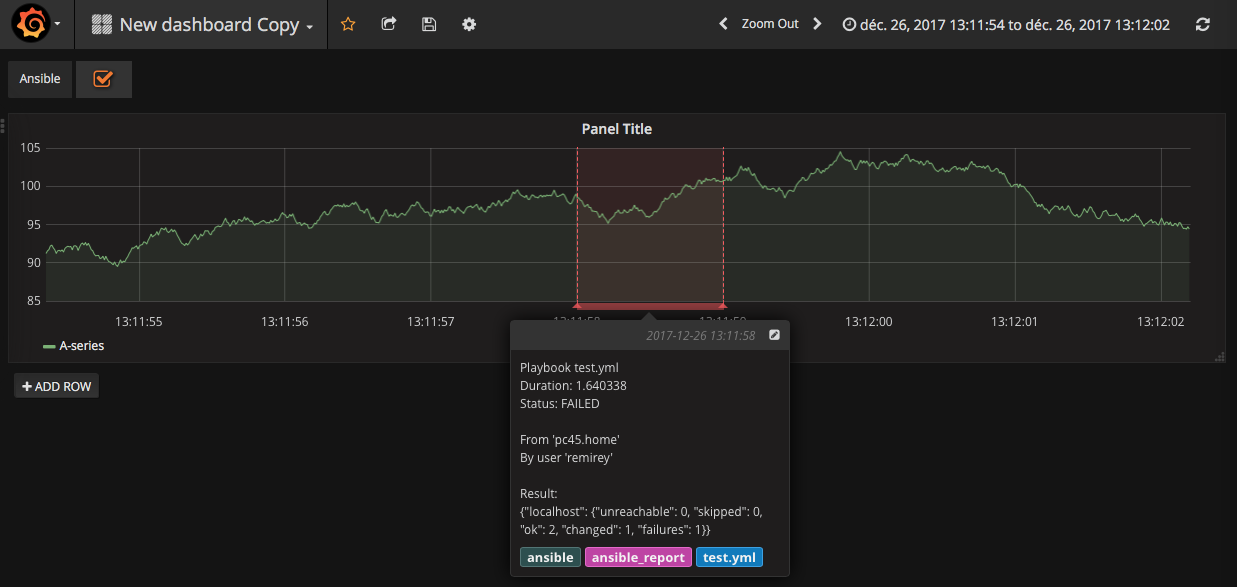 New dashboard Copy
Zoom Out
déc. 26, 2017 13:11:54 to déc. 26, 2017 13:12:02
Ansible
Panel Title
105
100
95
90
85
13:11:55
13:11:56
13:11:57
13:11:58
13:11:59
13:12:00
13:12:01
13:12:02
A-series
2017-12-26 13:11:58
Playbook test.yml
Duration: 1.640338
Status: FAILED
From 'pc45.home'
By user 'remirey'
Result:
{"localhost": {"unreachable": 0, "skipped": 0,
"ok": 2, "changed": 1, "failures": 1}}
ansible ansible_report test.yml
ADD ROW